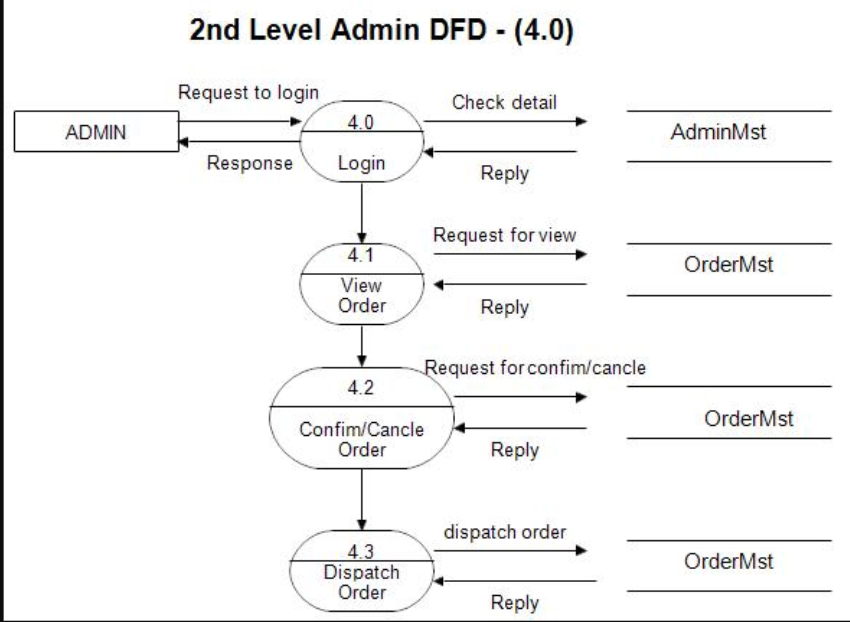 2nd Level Admin DFD - (4.0)
Request to login
Check detail
ADMIN
4.0
AdminMst
Response
Login
Reply
Request for view
4.1
OrderMst
View
Order
Reply
Request for confim/cancle
4.2
OrderMst
Confim/Cancle
Order
Reply
dispatch order
4.3
OrderMst
Dispatch
Order
Reply